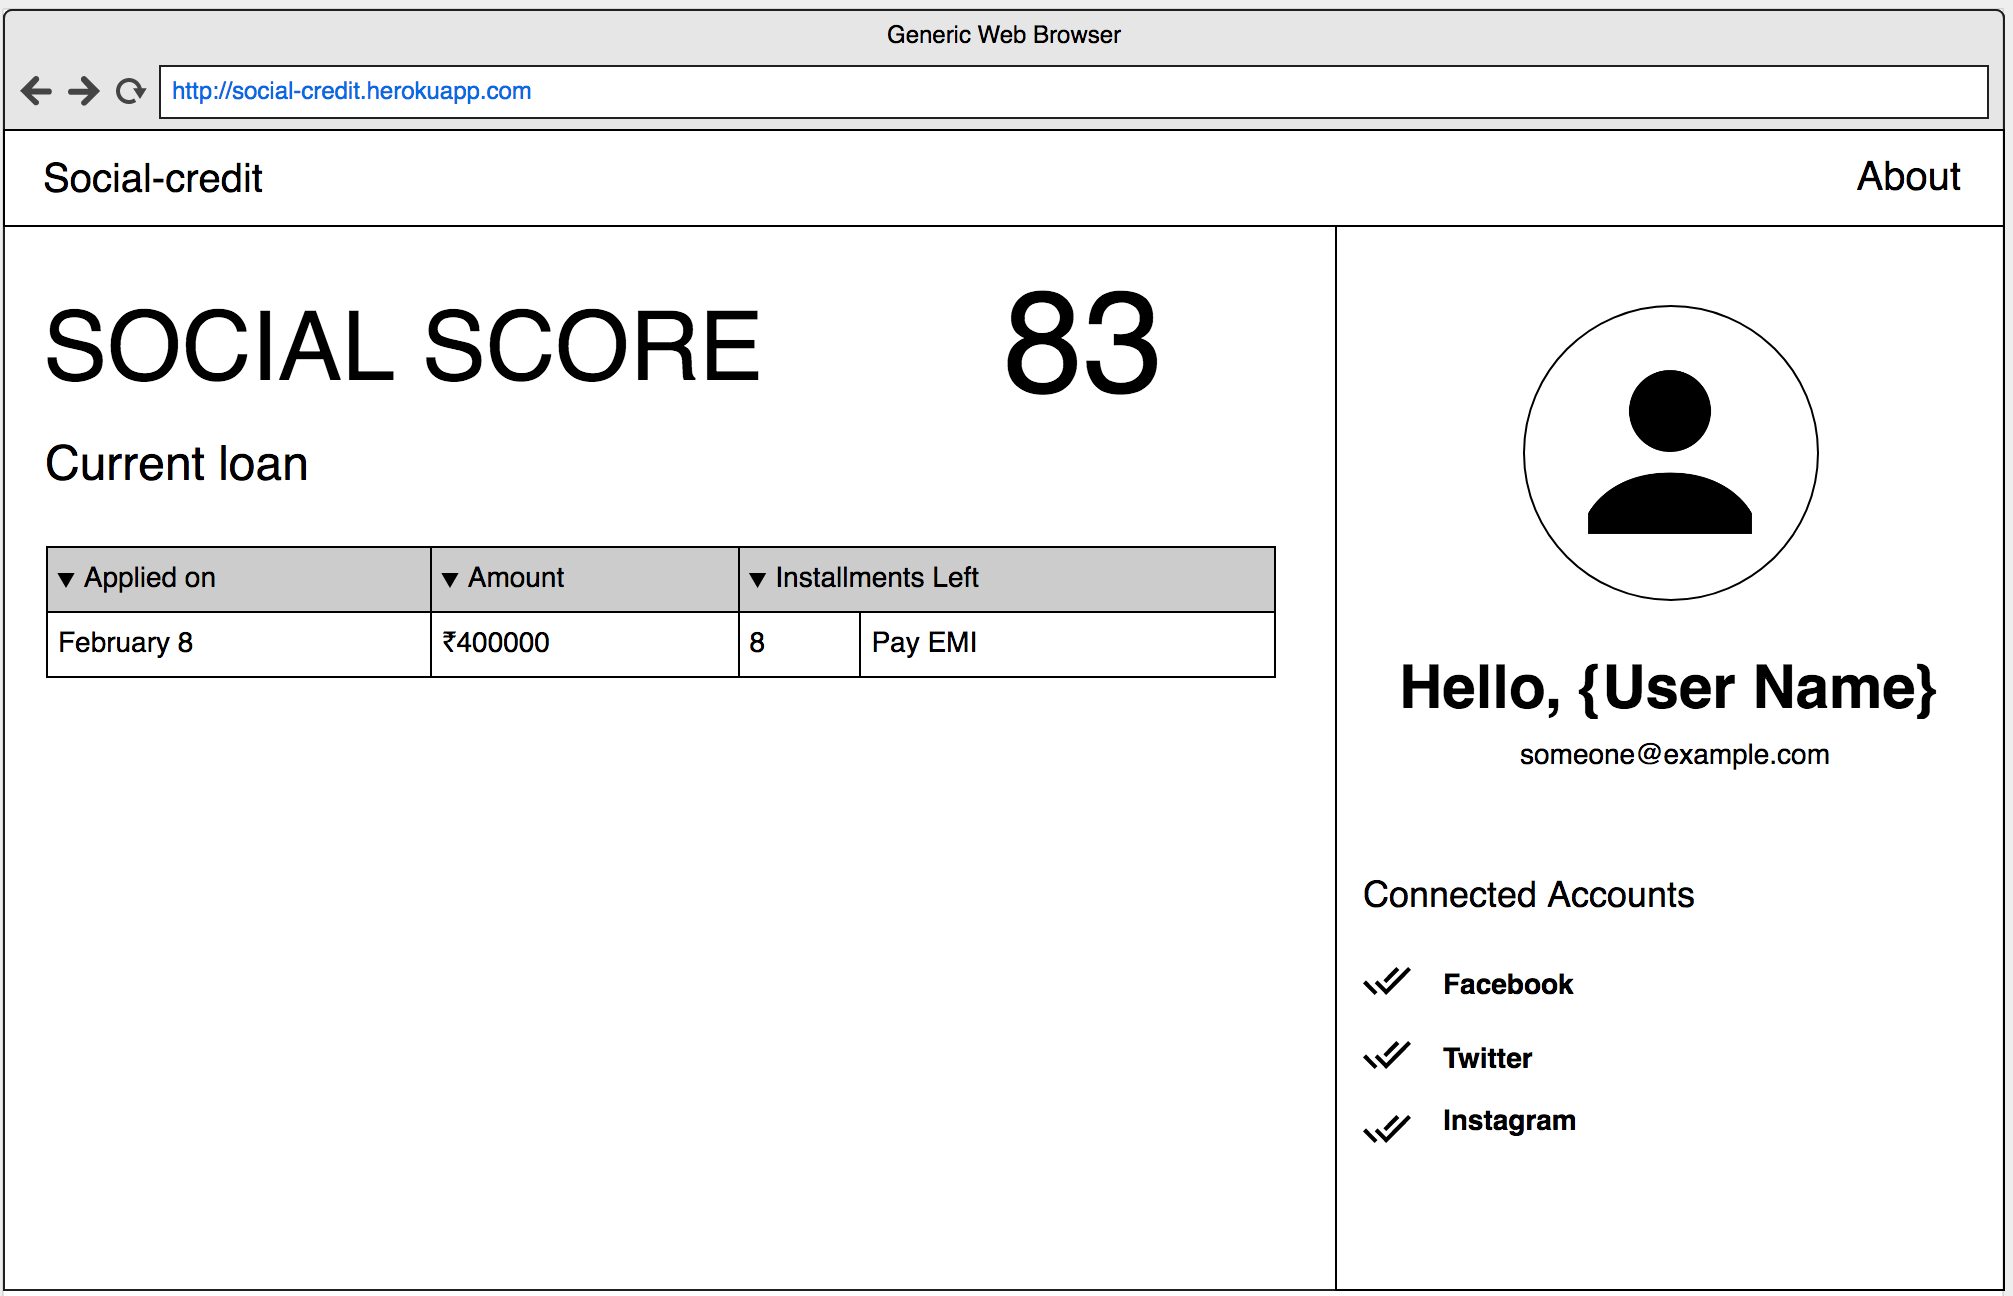 Generic Web Browser
http://social-credit.herokuapp.com
Social-credit
About
SOCIAL SCORE 83
Current loan
Applied on Amount Installments Left
February 8 ₹400000 8 Pay EMI
Hello, {User Name}
someone@example.com
Connected Accounts
Facebook
Twitter
Instagram